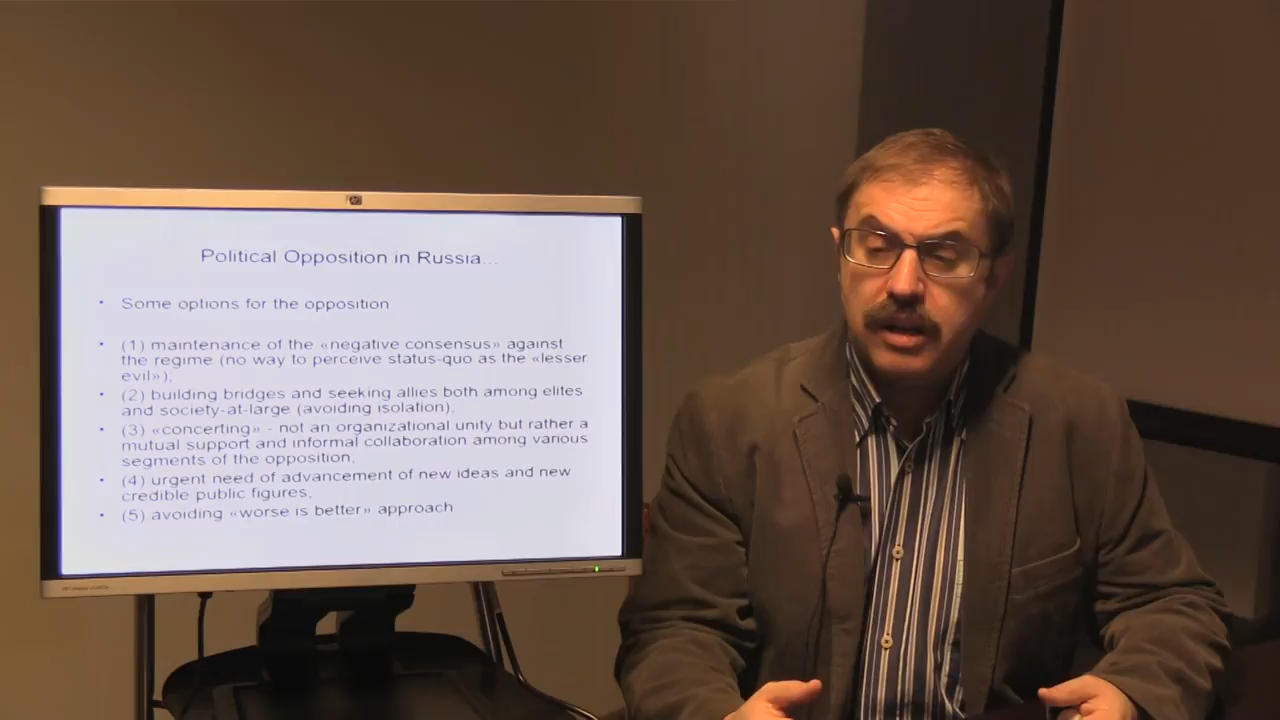 hp
Political Opposition in Russia...
• Some options for the opposition
• (1) maintenance of the «negative consensus» against
the regime (no way to perceive status-quo as the «lesser
evil»);
• (2) building bridges and seeking allies both among elites
and society-at-large (avoiding isolation);
• (3) «concerting» - not an organizational unity but rather a
mutual support and informal collaboration among various
segments of the opposition;
• (4) urgent need of advancement of new ideas and new
credible public figures;
• (5) avoiding «worse is better» approach